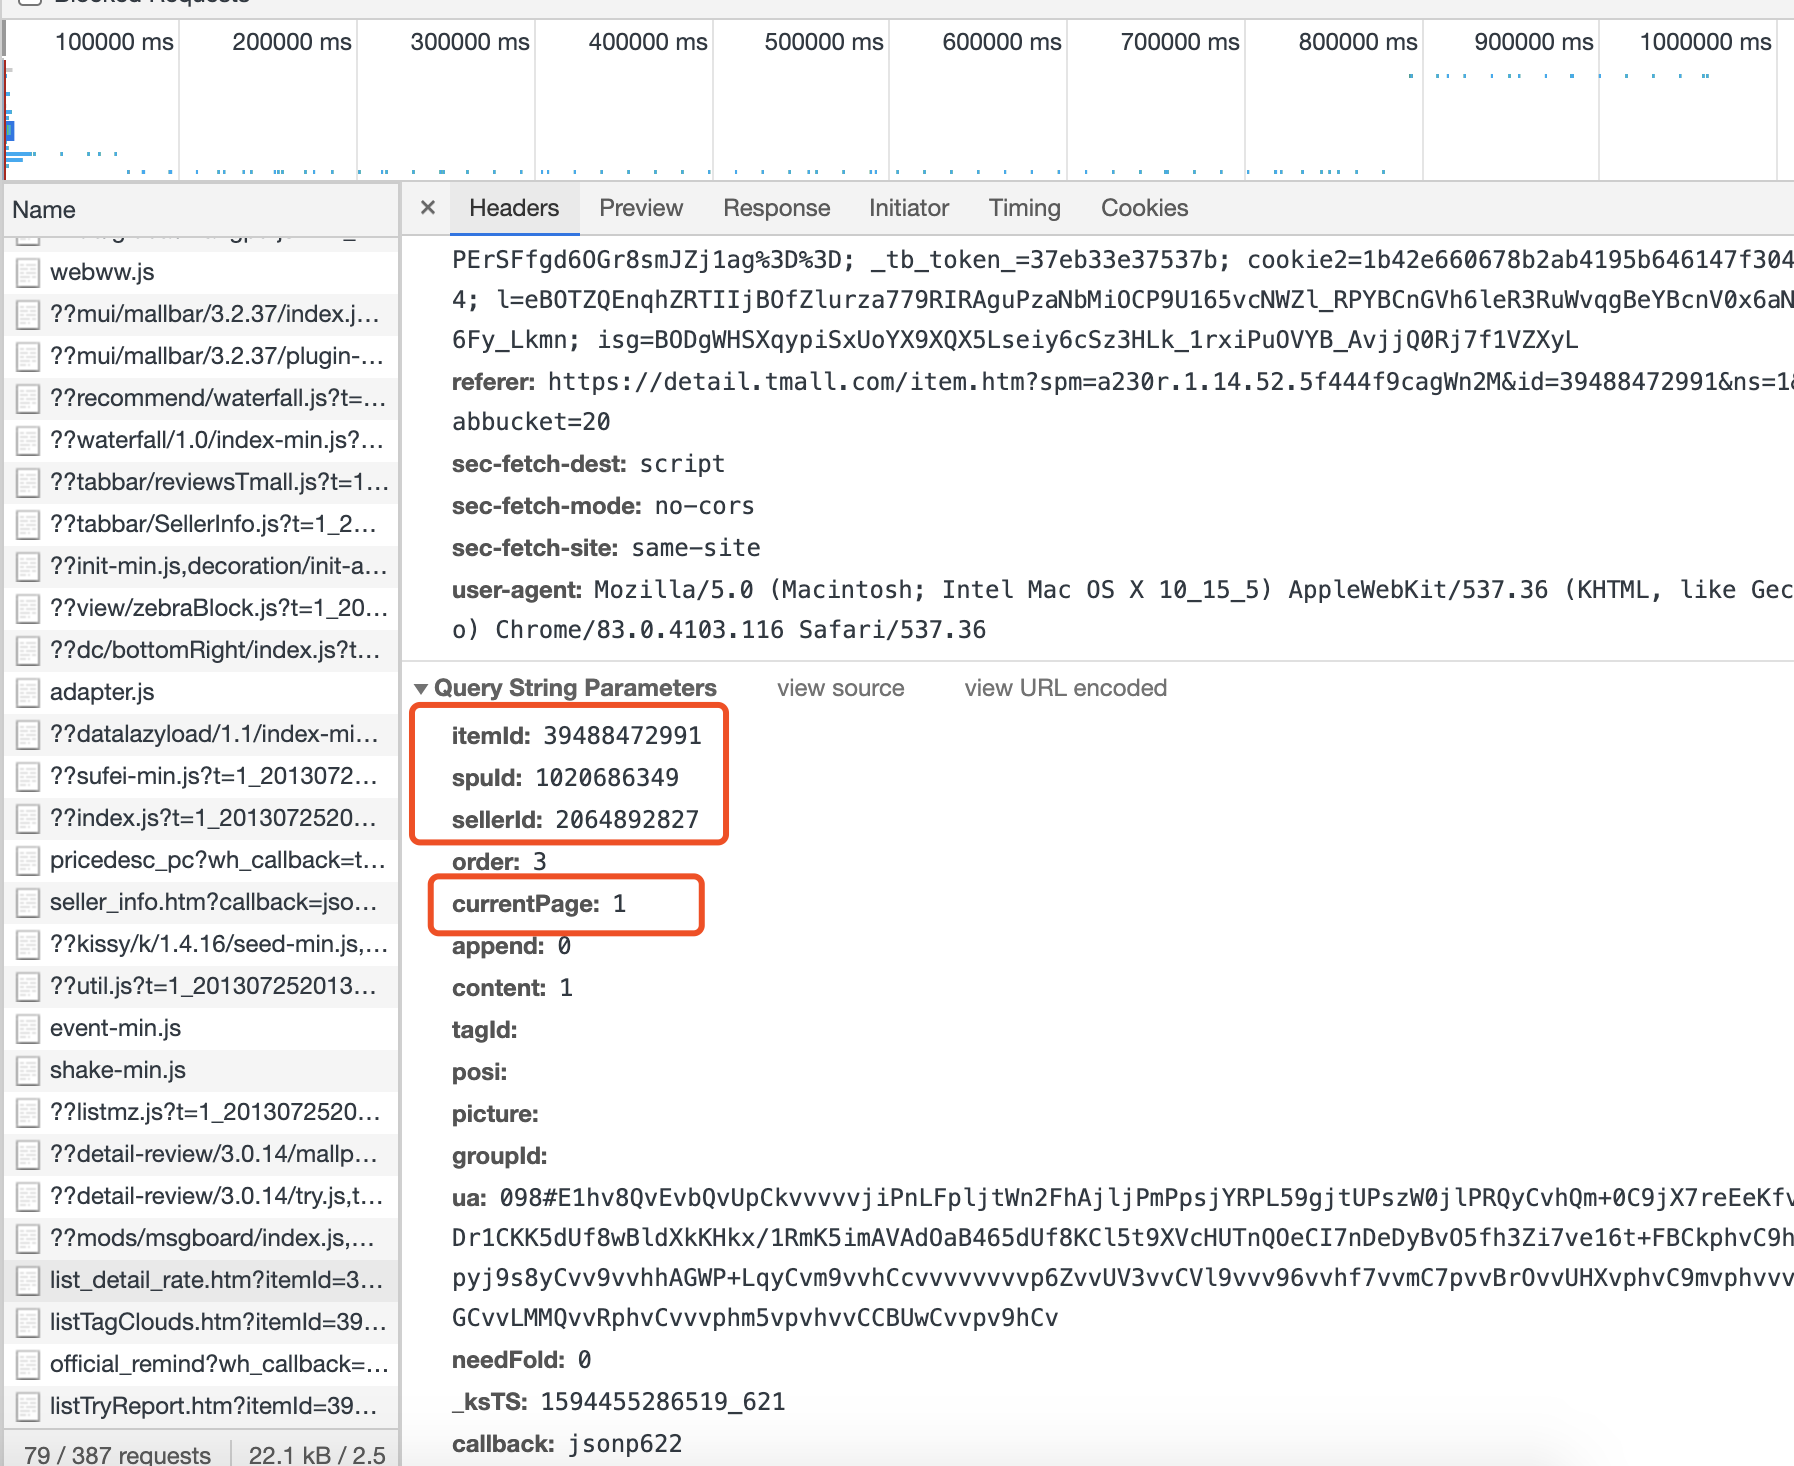 Blocked Requests
100000 ms
200000 ms
300000 ms
400000 ms
500000 ms
600000 ms
700000 ms
800000 ms
900000 ms
1000000 ms
Name
webww.js
??mui/mallbar/3.2.37/index.j...
??mui/mallbar/3.2.37/plugin-...
??recommend/waterfall.js?t=...
??waterfall/1.0/index-min.js?...
??tabbar/reviewsTmall.js?t=1...
??tabbar/SellerInfo.js?t=1_2...
??init-min.js,decoration/init-a...
??view/zebraBlock.js?t=1_20...
??dc/bottomRight/index.js?t...
adapter.js
??datalazyload/1.1/index-mi...
??sufei-min.js?t=1_2013072...
??index.js?t=1_2013072520...
pricedesc_pc?wh_callback=t...
seller_info.htm?callback=jso...
??kissy/k/1.4.16/seed-min.js,...
??util.js?t=1_201307252013...
event-min.js
shake-min.js
??listmz.js?t=1_2013072520...
??detail-review/3.0.14/mallp...
??detail-review/3.0.14/try.js,t...
??mods/msgboard/index.js,...
list_detail_rate.htm?itemId=3...
listTagClouds.htm?itemId=39...
official_remind?wh_callback=...
listTryReport.htm?itemId=39...
79 / 387 requests
22.1 kB / 2.5
× Headers Preview Response Initiator Timing Cookies
PErSFfgd6OGr8smJZj1ag%3D%3D; _tb_token_=37eb33e37537b; cookie2=1b42e660678b2ab4195b646147f304
4; l=eBOTZQEnqhZRTIIjBOfZlurza779RIRAguPzaNbMiOCP9U165vcNWZl_RPYBCnGVh6leR3RuWvqgBeYBcnV0x6aN
6Fy_Lkmn; isg=BODgWHSXqypiSxUoYX9XQX5Lseiy6cSz3HLk_1rxiPuOVYB_AvjjQ0Rj7f1VZXyL
referer: https://detail.tmall.com/item.htm?spm=a230r.1.14.52.5f444f9cagWn2M&id=39488472991&ns=1&
abbucket=20
sec-fetch-dest: script
sec-fetch-mode: no-cors
sec-fetch-site: same-site
user-agent: Mozilla/5.0 (Macintosh; Intel Mac OS X 10_15_5) AppleWebKit/537.36 (KHTML, like Gec
o) Chrome/83.0.4103.116 Safari/537.36
▼ Query String Parameters view source view URL encoded
itemId: 39488472991
spuId: 1020686349
sellerId: 2064892827
order: 3
currentPage: 1
append: 0
content: 1
tagId:
posi:
picture:
groupId:
ua: 098#E1hv8QvEvbQvUpCkvvvvvjiPnLFpljtWn2FhAjljPmPpsjYRPL59gjtUPszW0jlPRQyCvhQm+0C9jX7reEeKfv
Dr1CKK5dUf8wBldXkKHkx/1RmK5imAVAdOaB465dUf8KCl5t9XVcHUTnQOeCI7nDeDyBvO5fh3Zi7ve16t+FBCkphvC9h
pyj9s8yCvv9vvhhAGWP+LqyCvm9vvhCcvvvvvvvvp6ZvvUV3vvCVl9vvv96vvhf7vvmC7pvvBrOvvUHXvphvC9mvphvvv
GCvvLMMQvvRphvCvvvphm5vpvhvvCCBUwCvvpv9hCv
needFold: 0
_ksTS: 1594455286519_621
callback: jsonp622